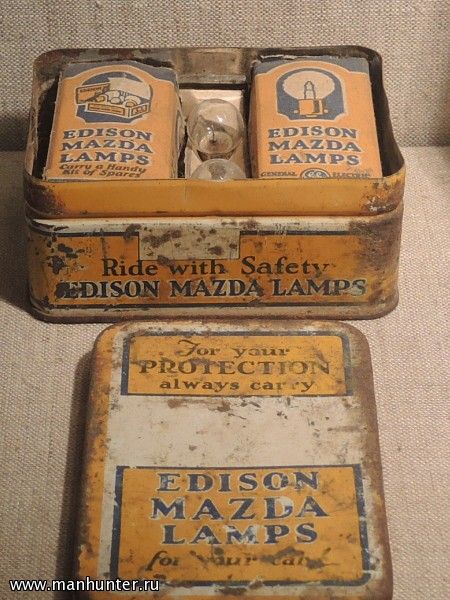 EDISON
MAZDA
LAMPS
Carry a Handy
Kit of Spares
EDISON
MAZDA
LAMPS
GENERAL ELECTRIC
Ride with Safety
EDISON MAZDA LAMPS
For your
PROTECTION
always carry
EDISON
MAZDA
LAMPS
for your car!
www.manhunter.ru